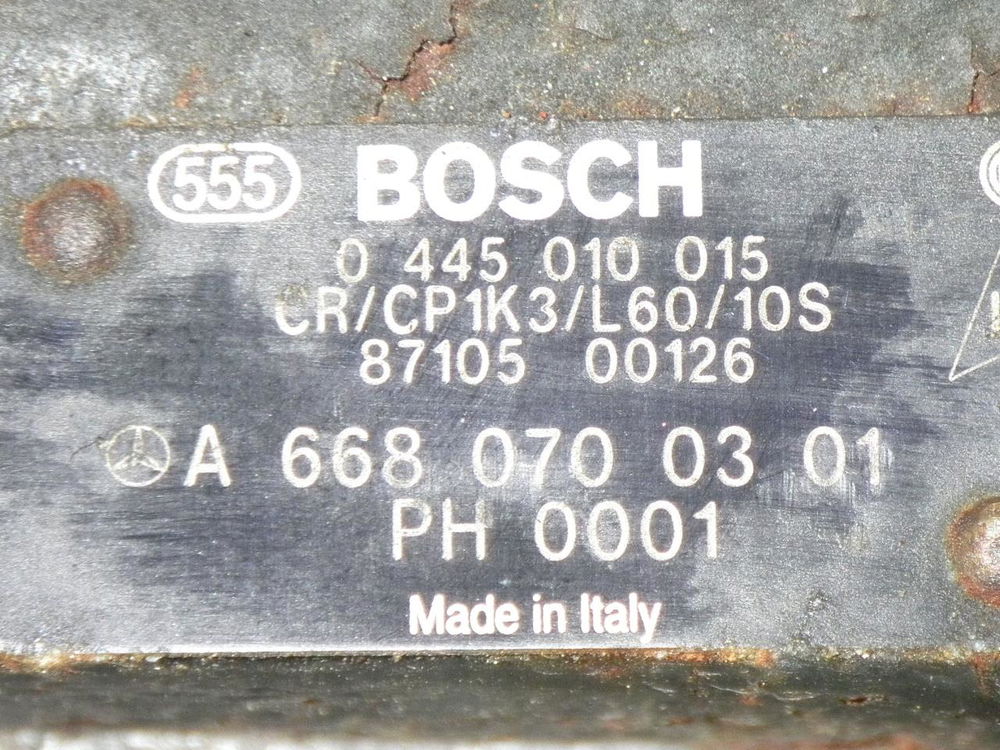 555 BOSCH
0 445 010 015
CR/CP1K3/L60/10S
87105 00126
A 668 070 03 01
PH 0001
Made in Italy